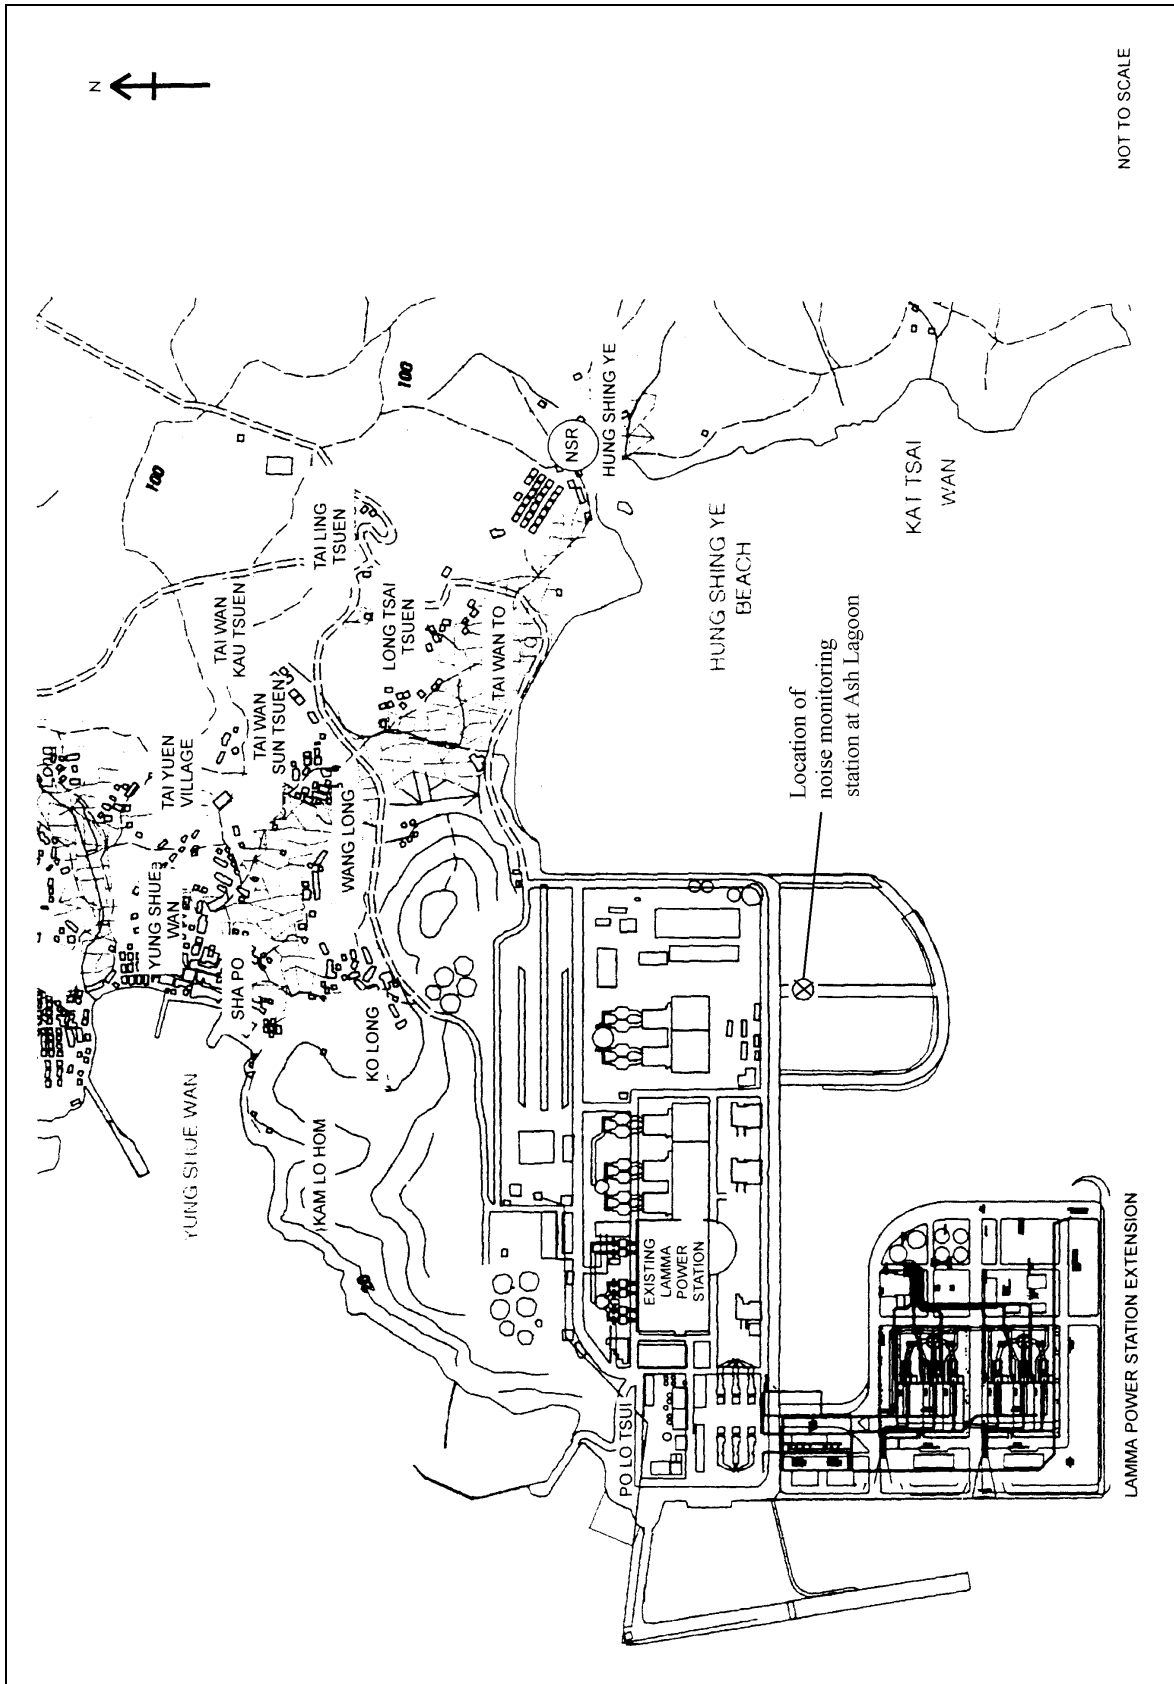 N
YUNG SHUE
WAN
TAI YUEN
VILLAGE
YUNG SHUE WAN
SHA PO
TAI WAN
KAU TSUEN
TAI WAN
SUN TSUEN
100
KAM LO HOM
TAI LING
TSUEN
WANG LONG
KO LONG
LONG TSAI
TSUEN
100
TAI WAN TO
NSR
HUNG SHING YE
PO LO TSUI
EXISTING
LAMMA
POWER
STATION
HUNG SHING YE
BEACH
Location of
noise monitoring
station at Ash Lagoon
KAT TSAI
WAN
NOT TO SCALE
LAMMA POWER STATION EXTENSION